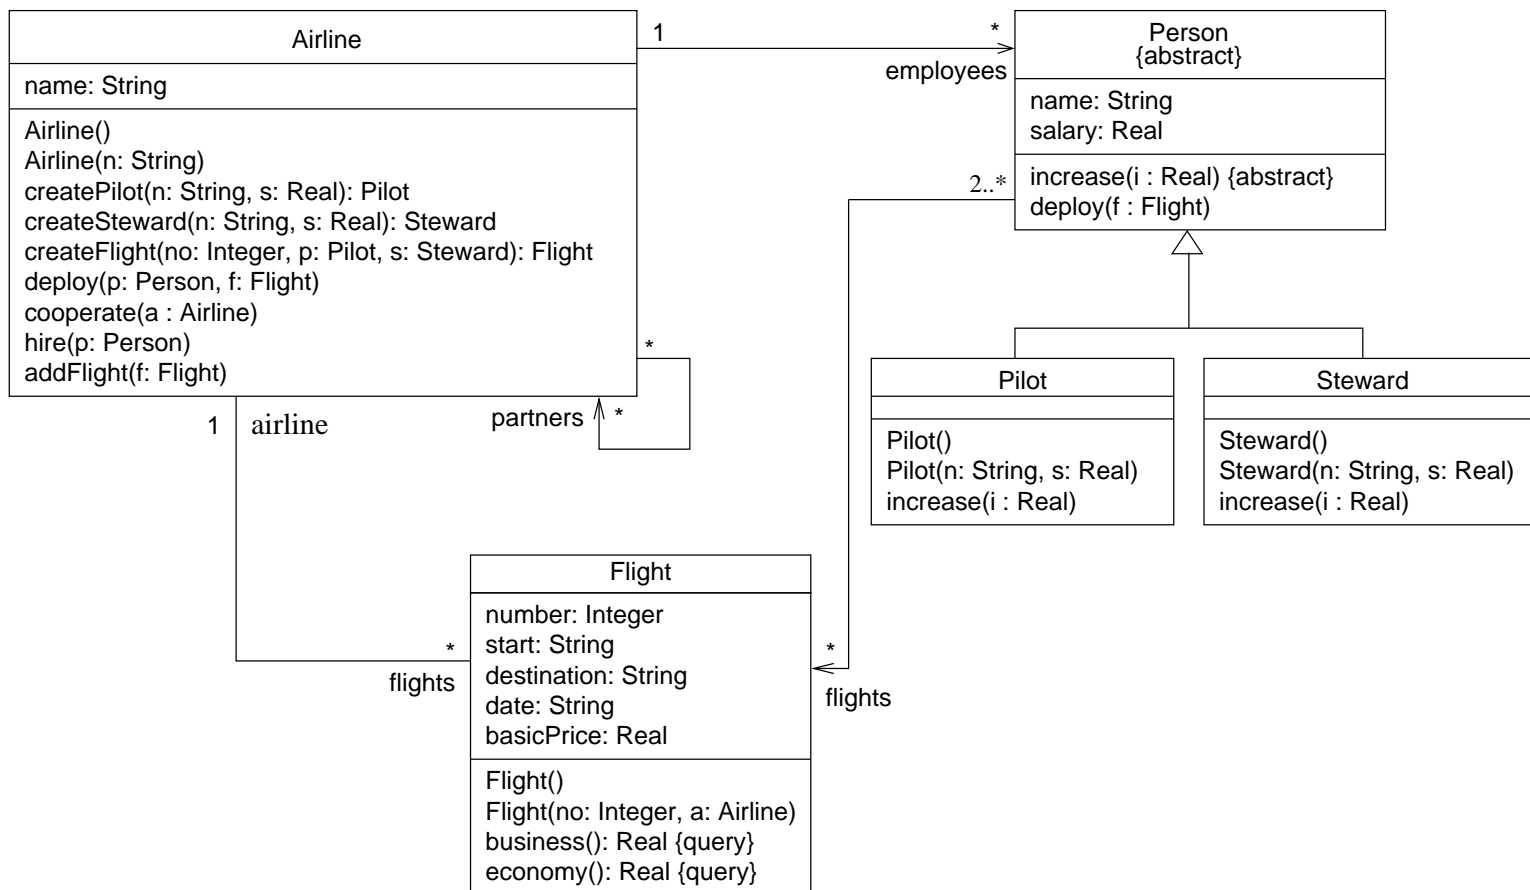 Airline
name: String
Airline()
Airline(n: String)
createPilot(n: String, s: Real): Pilot
createSteward(n: String, s: Real): Steward
createFlight(no: Integer, p: Pilot, s: Steward): Flight
deploy(p: Person, f: Flight)
cooperate(a : Airline)
hire(p: Person)
addFlight(f: Flight)
1
*
employees
Person
{abstract}
name: String
salary: Real
increase(i : Real) {abstract}
deploy(f : Flight)
2..*
*
partners
*
1
airline
Pilot
Pilot()
Pilot(n: String, s: Real)
increase(i : Real)
Steward
Steward()
Steward(n: String, s: Real)
increase(i : Real)
*
flights
*
flights
Flight
number: Integer
start: String
destination: String
date: String
basicPrice: Real
Flight()
Flight(no: Integer, a: Airline)
business(): Real {query}
economy(): Real {query}